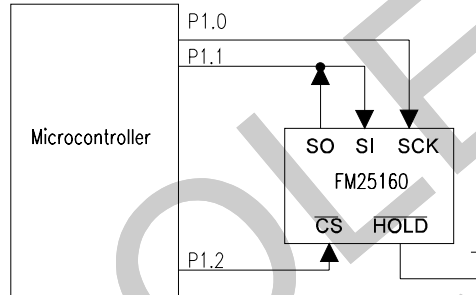 P1.0
P1.1
Microcontroller
SO SI SCK
FM25160
CS HOLD
P1.2